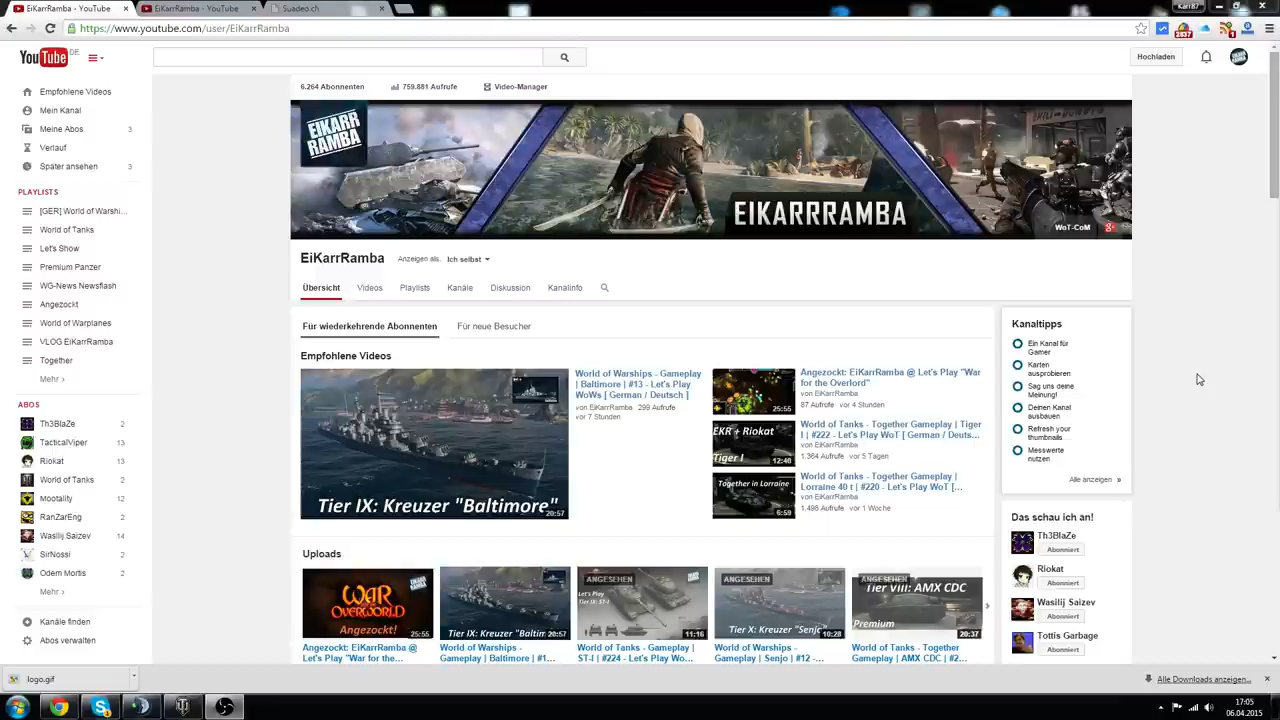 EiKarrRamba - YouTube
EiKarrRamba - YouTube
Suadeo.ch
Karr87
https://www.youtube.com/user/EiKarrRamba
2837
1
YouTube DE
Hochladen
Empfohlene Videos
Mein Kanal
Meine Abos 3
Verlauf
Später ansehen 3
PLAYLISTS
[GER] World of Warshi...
World of Tanks
Let's Show
Premium Panzer
WG-News Newsflash
Angezockt
World of Warplanes
VLOG EiKarrRamba
Together
Mehr ›
ABOS
Th3BlaZe 2
TacticalViper 13
Riokat 13
World of Tanks 2
Mootality 12
RanZarEng 2
Wasilij Saizev 14
SirNossi 2
Odem Mortis 2
Mehr ›
Kanäle finden
Abos verwalten
6.264 Abonnenten
759.881 Aufrufe
Video-Manager
EIKARR
RAMBA
EIKARRRAMBA
WoT-CoM
g+
EiKarrRamba
Anzeigen als.
Ich selbst
Übersicht
Videos
Playlists
Kanäle
Diskussion
Kanalinfo
Für wiederkehrende Abonnenten
Für neue Besucher
Empfohlene Videos
Tier IX: Kreuzer "Baltimore"
20:57
World of Warships - Gameplay
| Baltimore | #13 - Let's Play
WoWs [ German / Deutsch ]
von EiKarrRamba 299 Aufrufe
vor 7 Stunden
25:55
Angezockt: EiKarrRamba @ Let's Play "War
for the Overlord"
von EiKarrRamba
87 Aufrufe vor 4 Stunden
EKR + Riokat
Tiger I
12:46
World of Tanks - Together Gameplay | Tiger
I | #222 - Let's Play WoT [ German / Deuts...
von EiKarrRamba
1.364 Aufrufe vor 5 Tagen
Together in Lorraine
6:59
World of Tanks - Together Gameplay |
Lorraine 40 t | #220 - Let's Play WoT [...
von EiKarrRamba
1.498 Aufrufe vor 1 Woche
Uploads
WAR
OVERWORLD
Angezockt!
25:55
Angezockt: EiKarrRamba @
Let's Play "War for the...
Tier IX: Kreuzer "Baltim
20:57
World of Warships -
Gameplay | Baltimore | #1...
ANGESEHEN
Let's Play
Tier IX: ST-I
11:16
World of Tanks - Gameplay |
ST-I | #224 - Let's Play Wo...
ANGESEHEN
Tier X: Kreuzer "Senjo
10:28
World of Warships -
Gameplay | Senjo | #12 -...
ANGESEHEN
Tier VIII: AMX CDC
Premium
20:37
World of Tanks - Together
Gameplay | AMX CDC | #2...
Kanaltipps
Ein Kanal für
Gamer
Karten
ausprobieren
Sag uns deine
Meinung!
Deinen Kanal
ausbauen
Refresh your
thumbnails
Messwerte
nutzen
Alle anzeigen »
Das schau ich an!
Th3BlaZe
Abonniert
Riokat
Abonniert
Wasilij Saizev
Abonniert
Tottis Garbage
Abonniert
logo.gif
Alle Downloads anzeigen...
17:05
06.04.2015